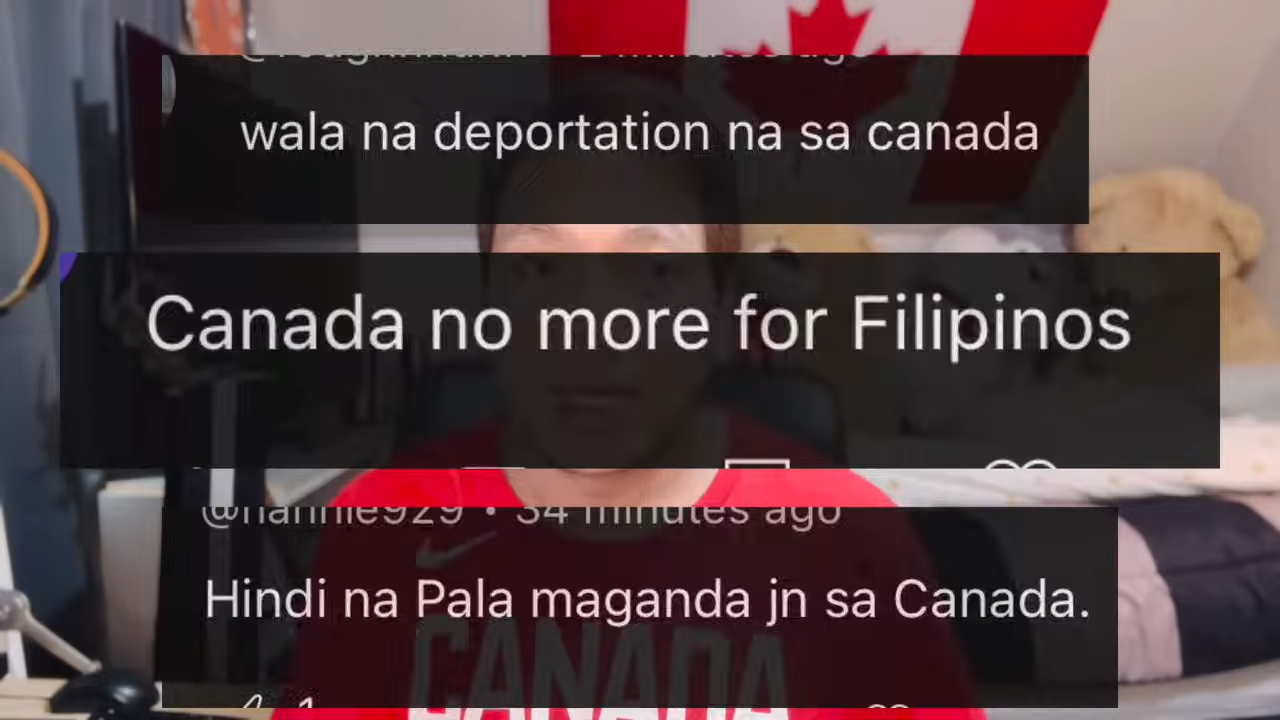 wala na deportation na sa canada
Canada no more for Filipinos
@nannie929 • 34 minutes ago
Hindi na Pala maganda jn sa Canada.
CANADA